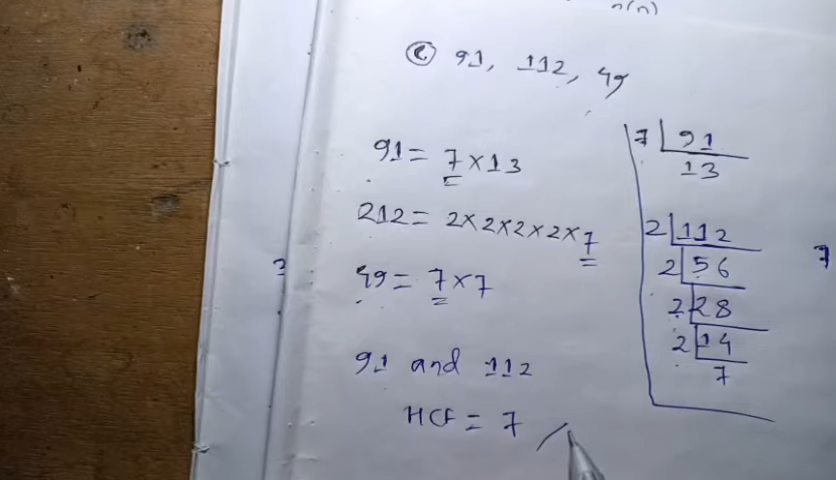 n(n)
(c) 91, 112, 49
91 = 7 × 13
212 = 2 × 2 × 2 × 2 × 7
49 = 7 × 7
91 and 112
HCF = 7
7 | 91
13
2 | 112
2 | 56
2 | 28
2 | 14
7
7